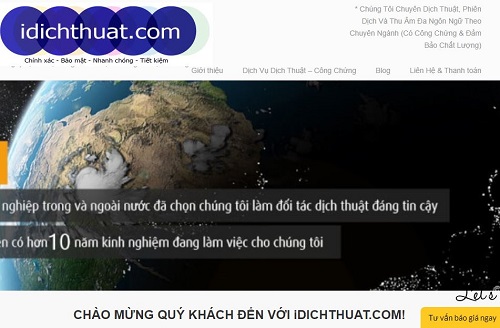 idichthuat.com
Chính xác - Bảo mật - Nhanh chóng - Tiết kiệm
* Chúng Tôi Chuyên Dịch Thuật, Phiên
Dịch Và Thu Âm Đa Ngôn Ngữ Theo
Chuyên Ngành (Có Công Chứng & Đảm
Bảo Chất Lượng)
Giới thiệu Dịch Vụ Dịch Thuật – Công Chứng Blog Liên Hệ & Thanh toán
nghiệp trong và ngoài nước đã chọn chúng tôi làm đối tác dịch thuật đáng tin cậy
có hơn 10 năm kinh nghiệm đang làm việc cho chúng tôi
Let's
CHÀO MỪNG QUÝ KHÁCH ĐẾN VỚI iDICHTHUAT.COM!
Tư vấn báo giá ngay